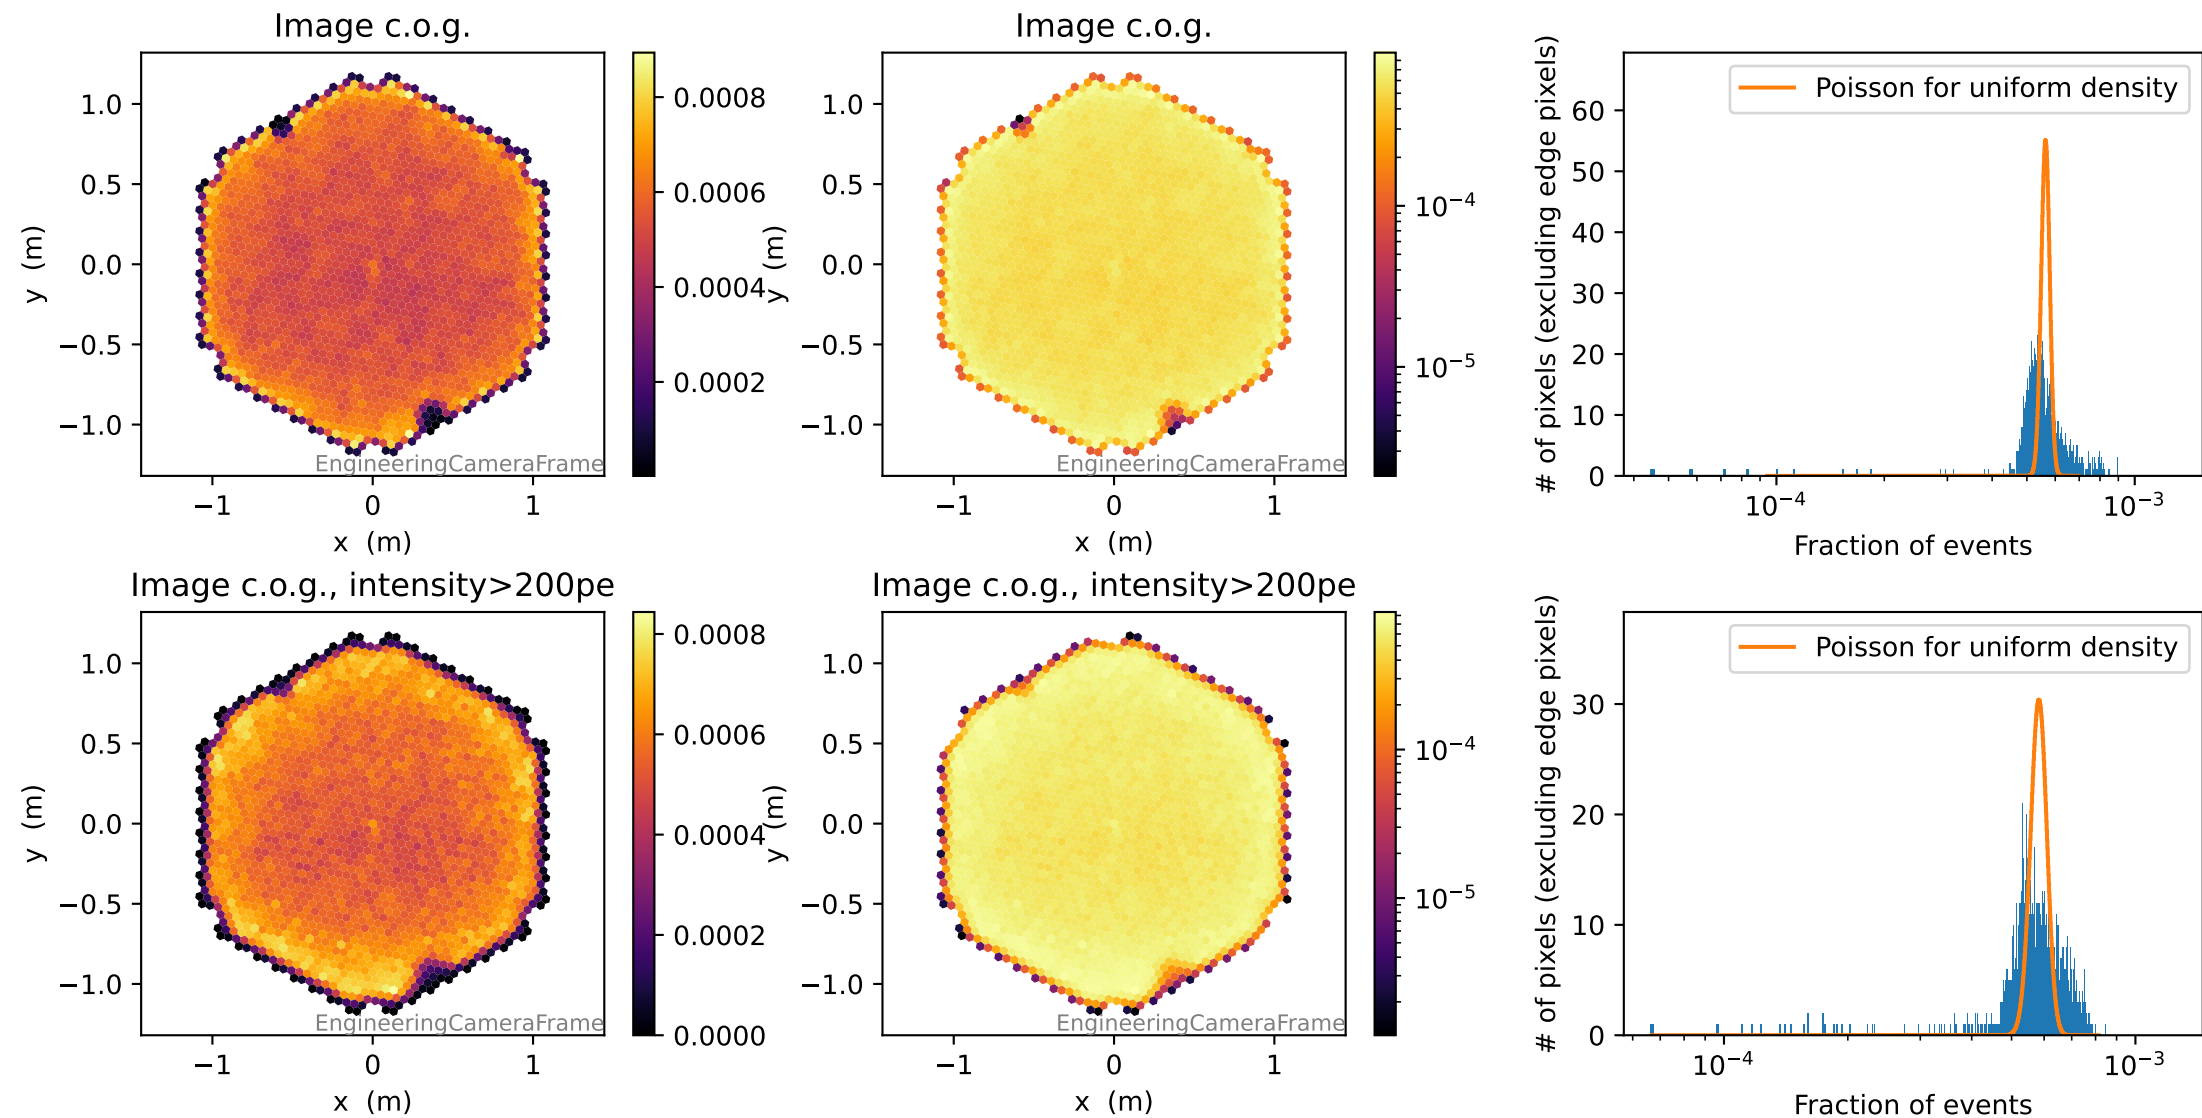 Image c.o.g.
1.0
0.5
0.0
−0.5
−1.0
y (m)
−1
0
1
x (m)
EngineeringCameraFrame
0.0008
0.0006
0.0004
0.0002
Image c.o.g.
1.0
0.5
0.0
−0.5
−1.0
y (m)
−1
0
1
x (m)
EngineeringCameraFrame
10⁻⁴
10⁻⁵
Poisson for uniform density
# of pixels (excluding edge pixels)
60
50
40
30
20
10
0
10⁻⁴
10⁻³
Fraction of events
Image c.o.g., intensity>200pe
1.0
0.5
0.0
−0.5
−1.0
y (m)
−1
0
1
x (m)
EngineeringCameraFrame
0.0008
0.0006
0.0004
0.0002
0.0000
Image c.o.g., intensity>200pe
1.0
0.5
0.0
−0.5
−1.0
y (m)
−1
0
1
x (m)
EngineeringCameraFrame
10⁻⁴
10⁻⁵
Poisson for uniform density
# of pixels (excluding edge pixels)
30
20
10
0
10⁻⁴
10⁻³
Fraction of events